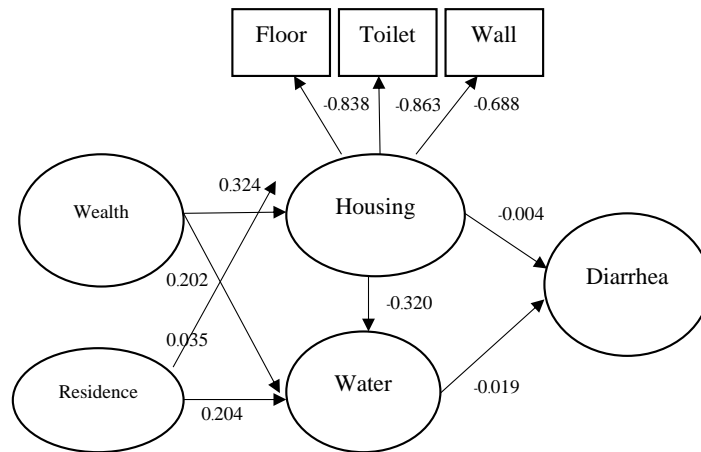 Floor
Toilet
Wall
-0.838
-0.863
-0.688
0.324
Wealth
Housing
-0.004
0.202
-0.320
Diarrhea
0.035
Residence
Water
-0.019
0.204